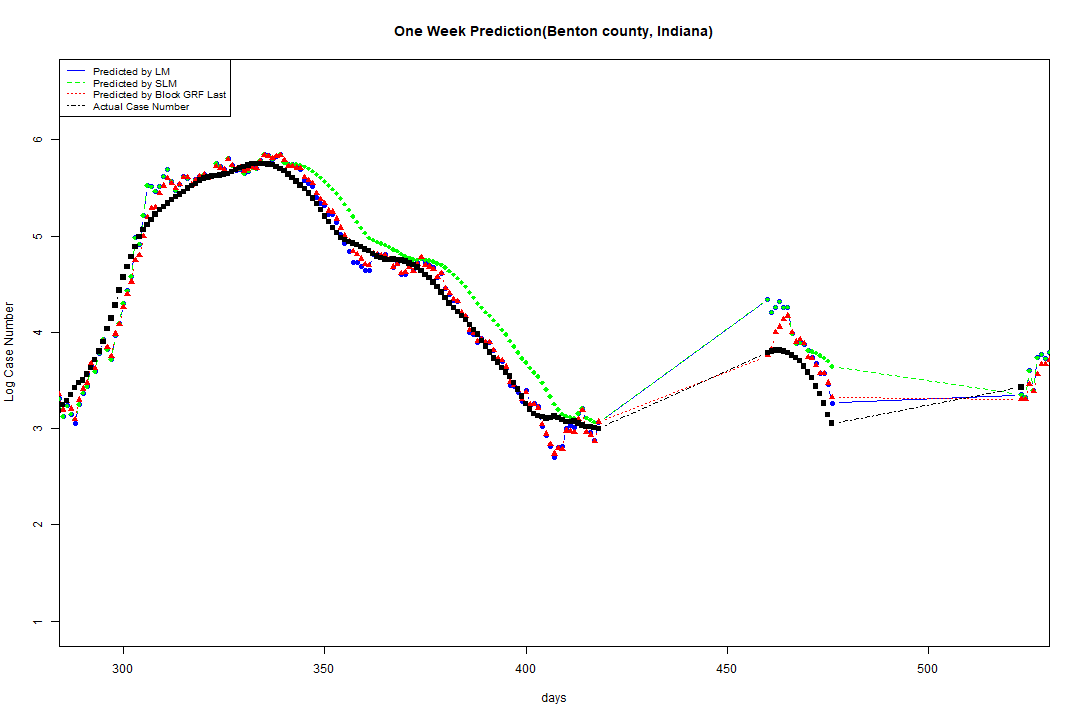 One Week Prediction(Benton county, Indiana)
Predicted by LM
Predicted by SLM
Predicted by Block GRF Last
Actual Case Number
Log Case Number
6
5
4
3
2
1
300 350 400 450 500
days